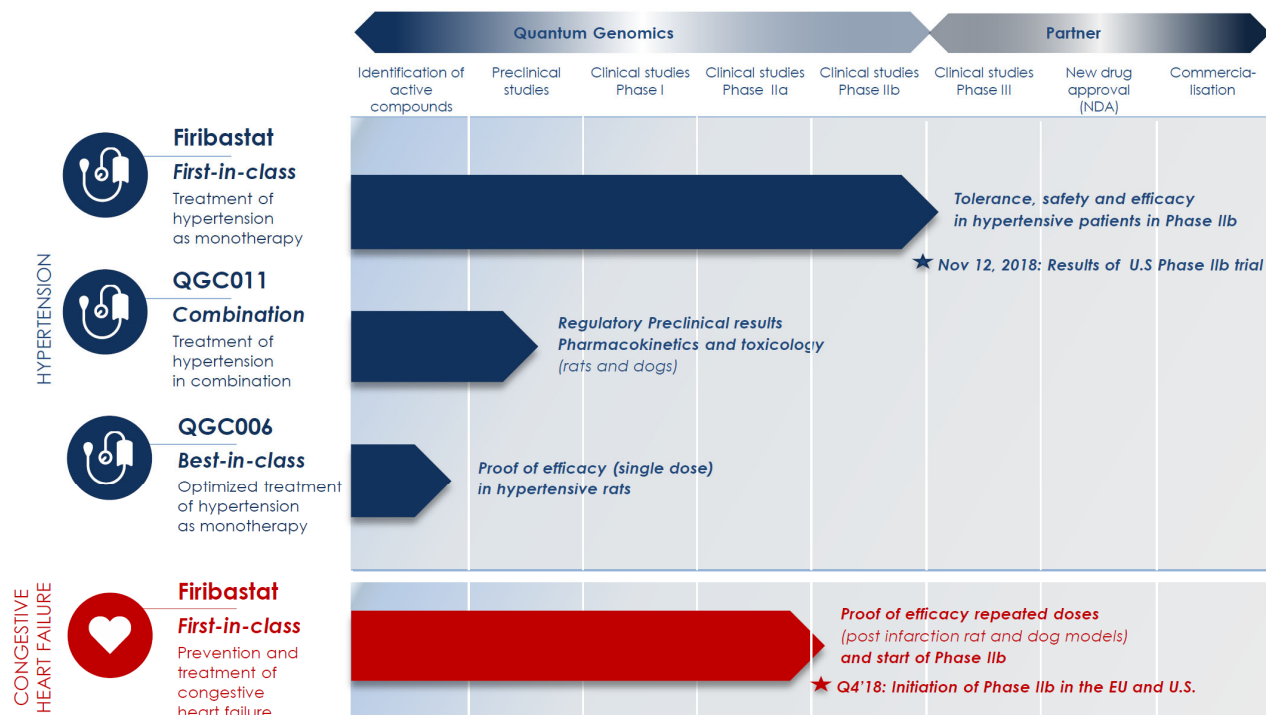 Quantum Genomics
Partner
Identification of
active
compounds
Preclinical
studies
Clinical studies
Phase I
Clinical studies
Phase IIa
Clinical studies
Phase IIb
Clinical studies
Phase III
New drug
approval
(NDA)
Commercia-
lisation
HYPERTENSION
Firibastat
First-in-class
Treatment of
hypertension
as monotherapy
Tolerance, safety and efficacy
in hypertensive patients in Phase IIb
Nov 12, 2018: Results of U.S Phase IIb trial
QGC011
Combination
Treatment of
hypertension
in combination
Regulatory Preclinical results
Pharmacokinetics and toxicology
(rats and dogs)
QGC006
Best-in-class
Optimized treatment
of hypertension
as monotherapy
Proof of efficacy (single dose)
in hypertensive rats
CONGESTIVE
HEART FAILURE
Firibastat
First-in-class
Prevention and
treatment of
congestive
heart failure
Proof of efficacy repeated doses
(post infarction rat and dog models)
and start of Phase IIb
Q4'18: Initiation of Phase IIb in the EU and U.S.